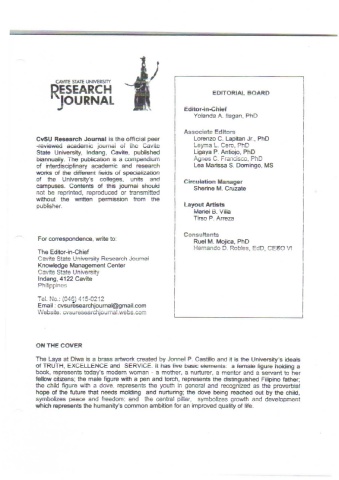 CAVITE STATE UNIVERSITY
RESEARCH
JOURNAL
CvSU Research Journal is the official peer
-reviewed academic journal of the Cavite
State University, Indang, Cavite, published
biannually. The publication is a compendium
of interdisciplinary academic and research
works of the different fields of specialization
of the University's colleges, units and
campuses. Contents of this journal should
not be reprinted, reproduced or transmitted
without the written permission from the
publisher.
For correspondence, write to:
The Editor-in-Chief
Cavite State University Research Journal
Knowledge Management Center
Cavite State University
Indang, 4122 Cavite
Philippines
Tel. No.: (046) 415-0212
Email: cvsuresearchjournal@gmail.com
Website: cvsuresearchjournal.webs.com
EDITORIAL BOARD
Editor-in-Chief
Yolanda A. Ilagan, PhD
Associate Editors
Lorenzo C. Lapitan Jr., PhD
Leyma L. Cero, PhD
Ligaya P. Antiojo, PhD
Agnes C. Francisco, PhD
Lea Marissa S. Domingo, MS
Circulation Manager
Sherine M. Cruzate
Layout Artists
Mariel B. Villa
Tirso P. Arreza
Consultants
Ruel M. Mojica, PhD
Hernando D. Robles, EdD, CESO VI
ON THE COVER
The Laya at Diwa is a brass artwork created by Jonnel P. Castillo and it is the University's ideals
of TRUTH, EXCELLENCE and SERVICE. It has five basic elements: a female figure holding a
book, represents today's modern woman - a mother, a nurturer, a mentor and a servant to her
fellow citizens; the male figure with a pen and torch, represents the distinguished Filipino father;
the child figure with a dove, represents the youth in general and recognized as the proverbial
hope of the future that needs molding and nurturing; the dove being reached out by the child,
symbolizes peace and freedom; and the central pillar, symbolizes growth and development
which represents the humanity's common ambition for an improved quality of life.